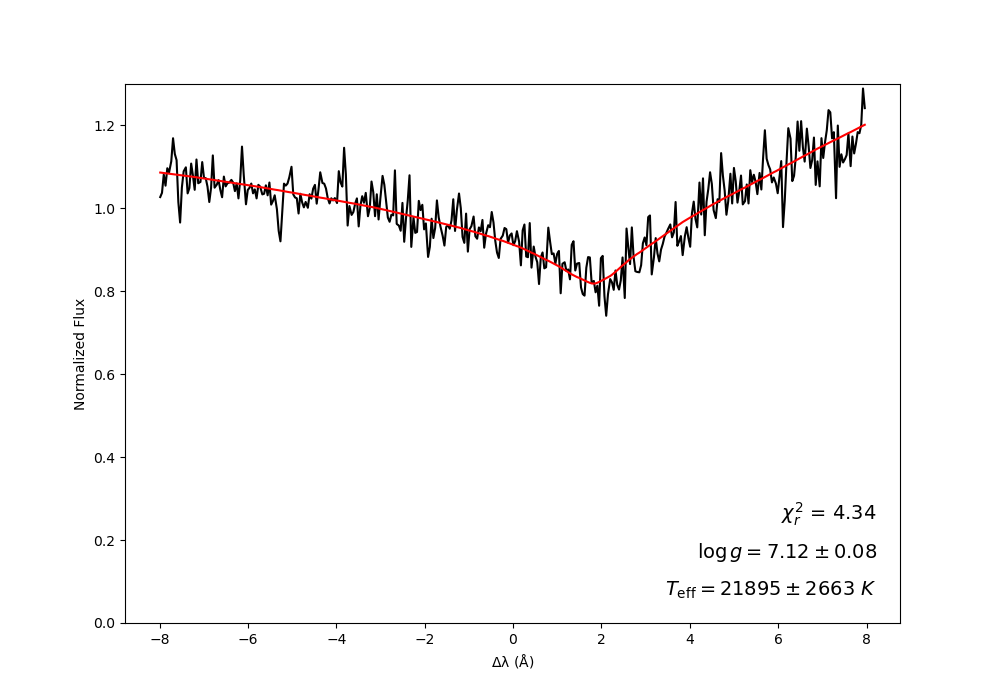 1.2
1.0
0.8
0.6
0.4
0.2
0.0
Normalized Flux
χ²ᵣ = 4.34
log g = 7.12 ± 0.08
T_eff = 21895 ± 2663 K
−8 −6 −4 −2 0 2 4 6 8
Δλ (Å)